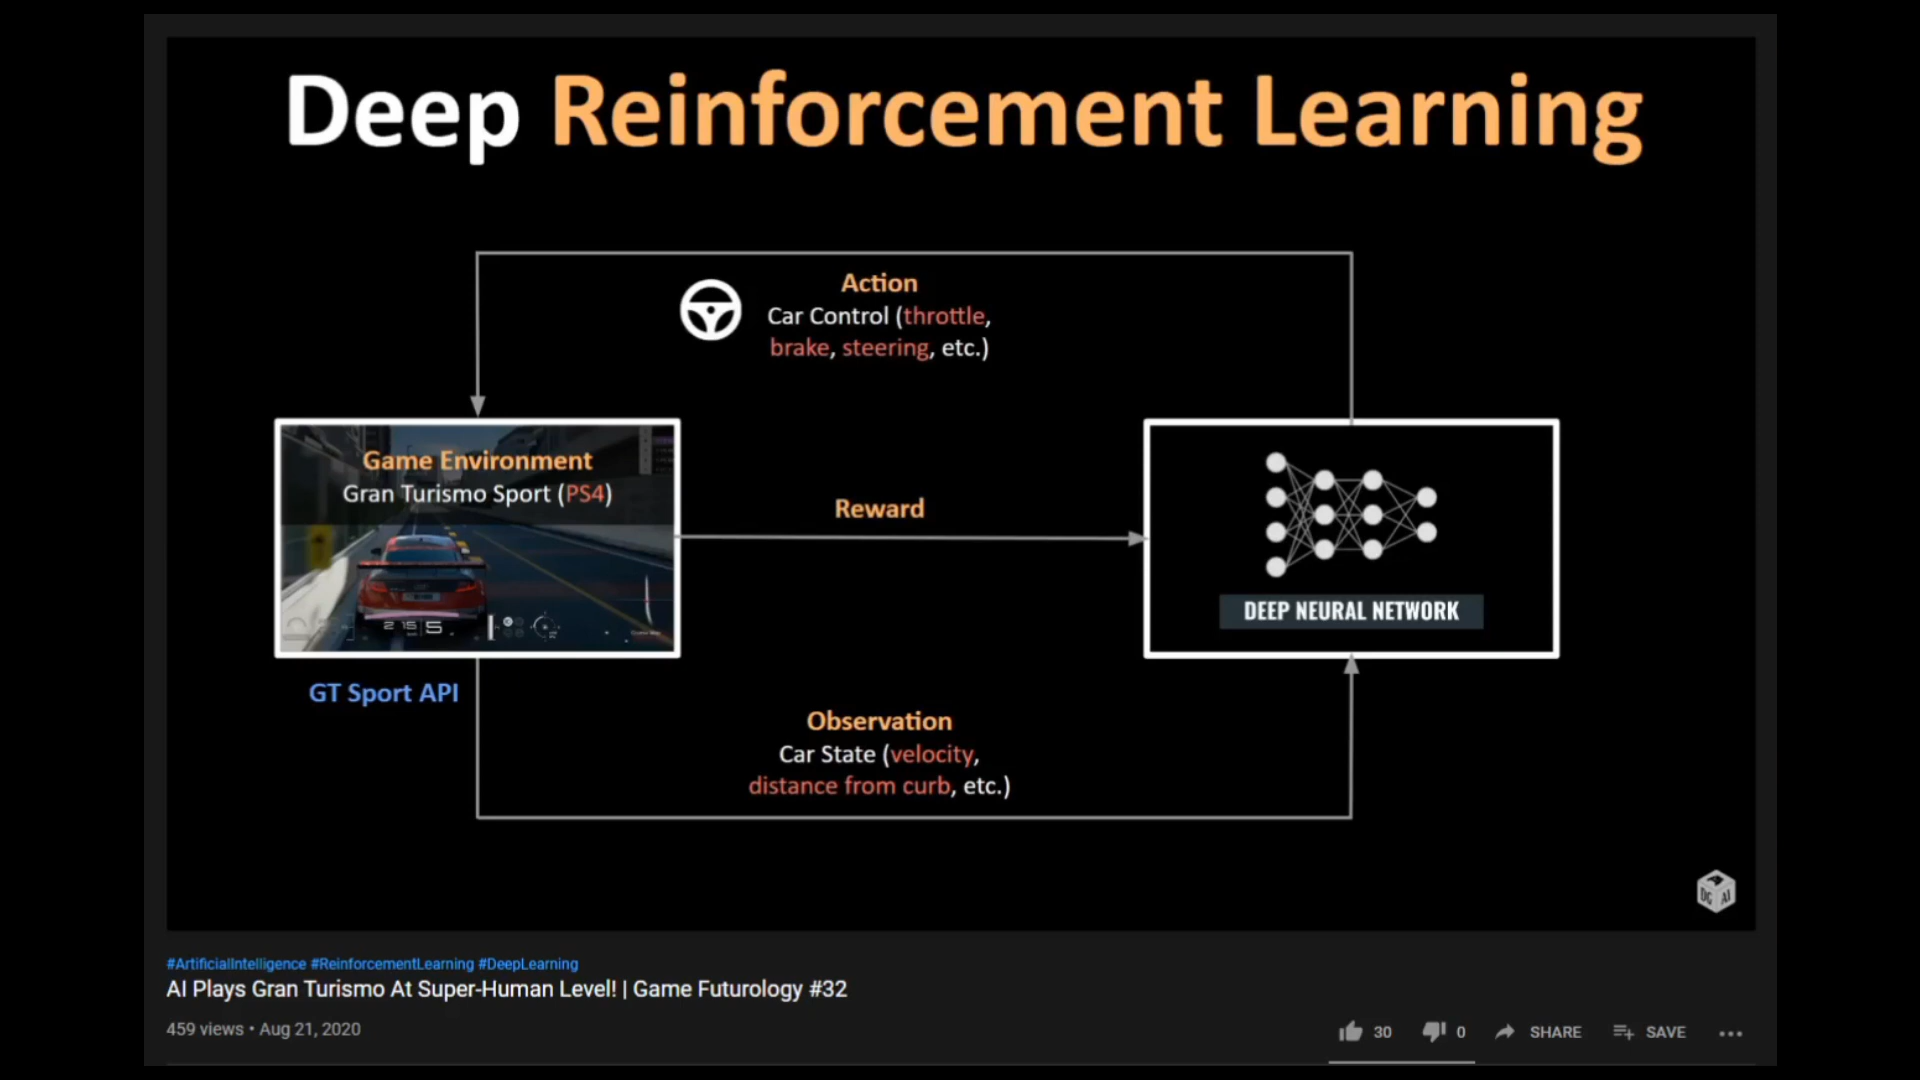 Deep Reinforcement Learning
Action
Car Control (throttle,
brake, steering, etc.)
Game Environment
Gran Turismo Sport (PS4)
Reward
DEEP NEURAL NETWORK
GT Sport API
Observation
Car State (velocity,
distance from curb, etc.)
DG AI
#ArtificialIntelligence #ReinforcementLearning #DeepLearning
AI Plays Gran Turismo At Super-Human Level! | Game Futurology #32
459 views • Aug 21, 2020
30 0 SHARE SAVE